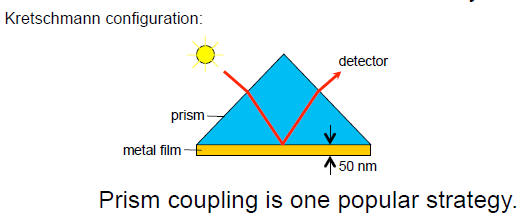 Kretschmann configuration:
detector
prism
metal film
50 nm
Prism coupling is one popular strategy.